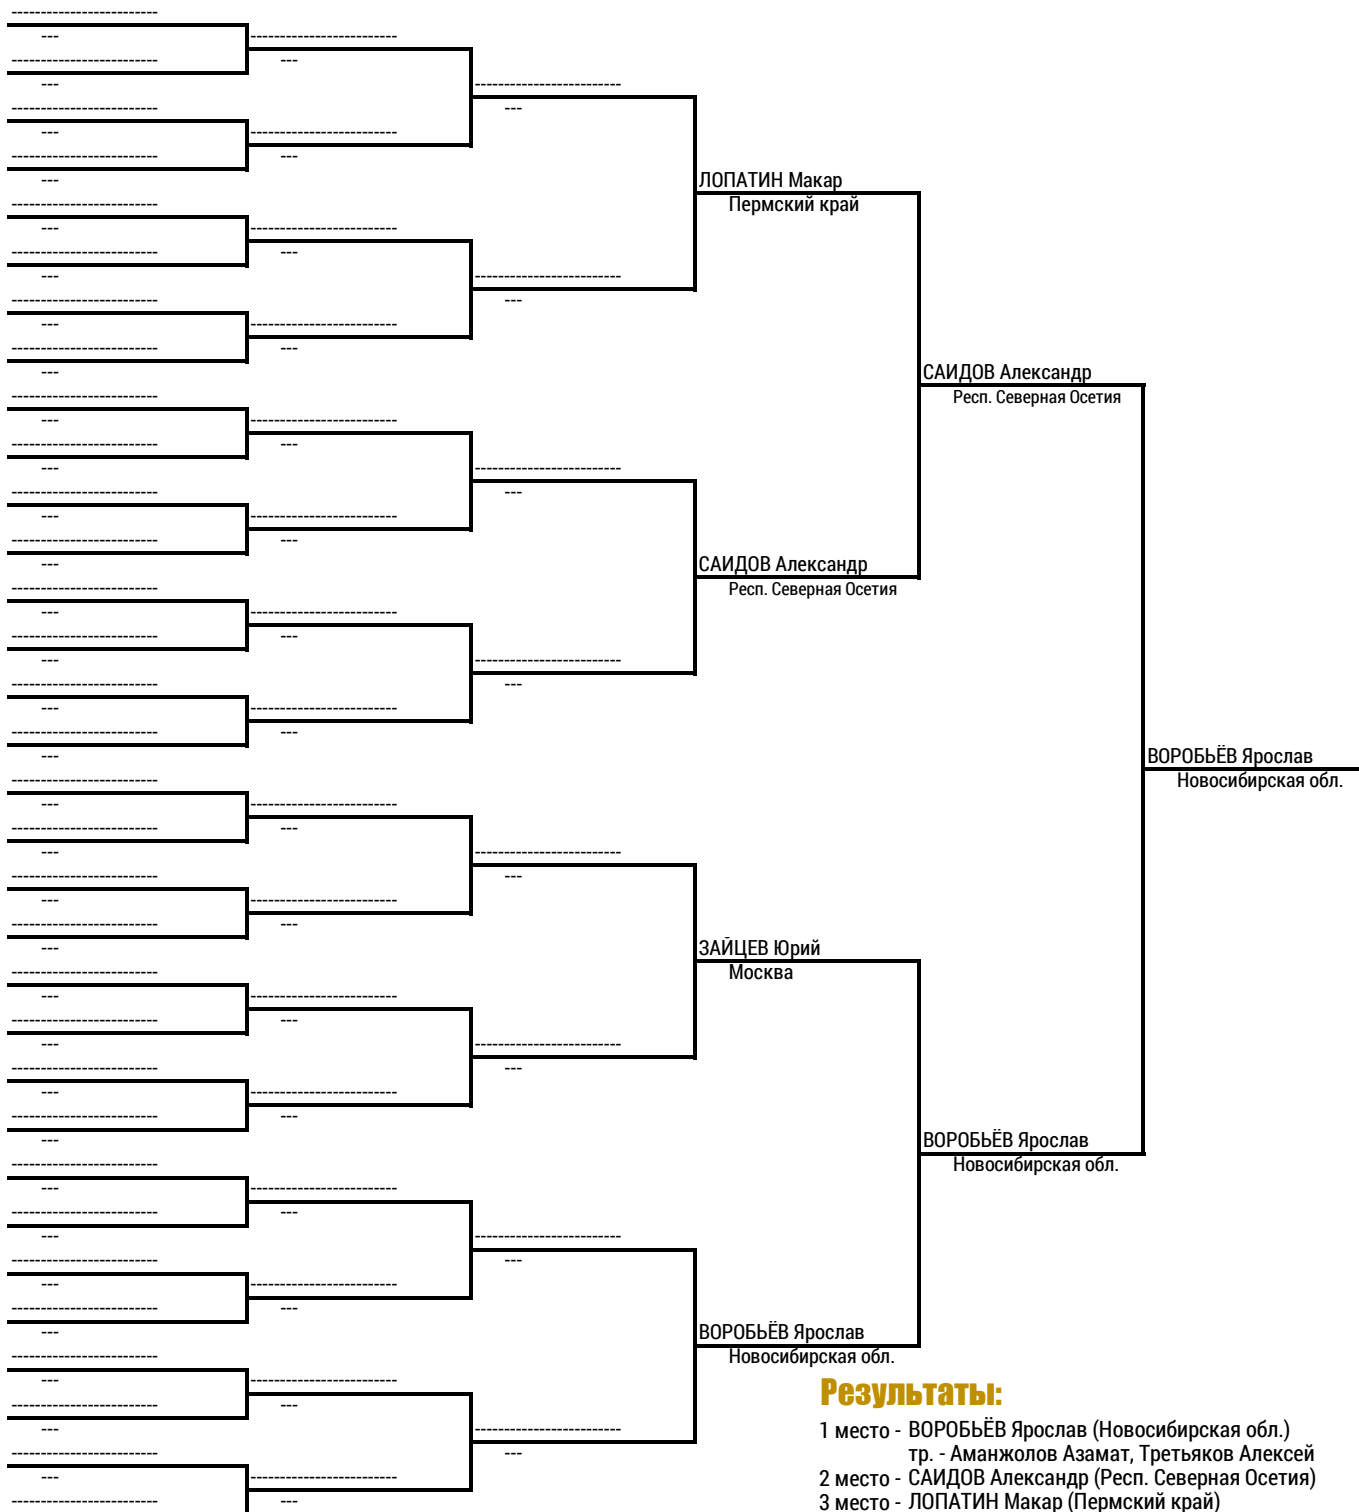 ЛОПАТИН Макар
Пермский край
САИДОВ Александр
Респ. Северная Осетия
САИДОВ Александр
Респ. Северная Осетия
ВОРОБЬЁВ Ярослав
Новосибирская обл.
ЗАЙЦЕВ Юрий
Москва
ВОРОБЬЁВ Ярослав
Новосибирская обл.
ВОРОБЬЁВ Ярослав
Новосибирская обл.
Результаты:
1 место - ВОРОБЬЁВ Ярослав (Новосибирская обл.)
тр. - Аманжолов Азамат, Третьяков Алексей
2 место - САИДОВ Александр (Респ. Северная Осетия)
3 место - ЛОПАТИН Макар (Пермский край)